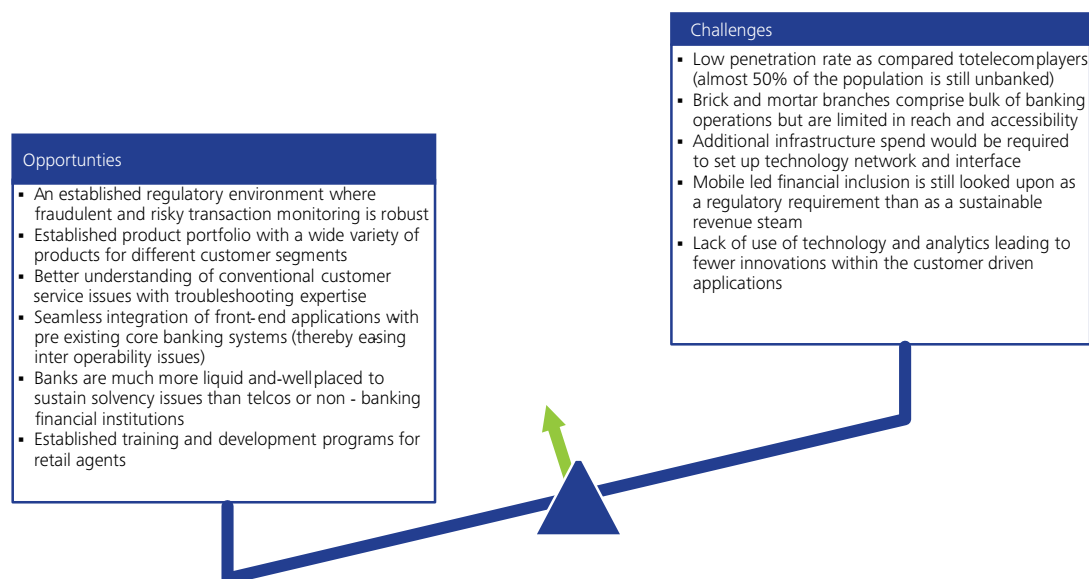 Opportunties
▪ An established regulatory environment where
fraudulent and risky transaction monitoring is robust
▪ Established product portfolio with a wide variety of
products for different customer segments
▪ Better understanding of conventional customer
service issues with troubleshooting expertise
▪ Seamless integration of front-end applications with
pre existing core banking systems (thereby easing
inter operability issues)
▪ Banks are much more liquid and-wellplaced to
sustain solvency issues than telcos or non - banking
financial institutions
▪ Established training and development programs for
retail agents
Challenges
▪ Low penetration rate as compared totelecomplayers
(almost 50% of the population is still unbanked)
▪ Brick and mortar branches comprise bulk of banking
operations but are limited in reach and accessibility
▪ Additional infrastructure spend would be required
to set up technology network and interface
▪ Mobile led financial inclusion is still looked upon as
a regulatory requirement than as a sustainable
revenue steam
▪ Lack of use of technology and analytics leading to
fewer innovations within the customer driven
applications